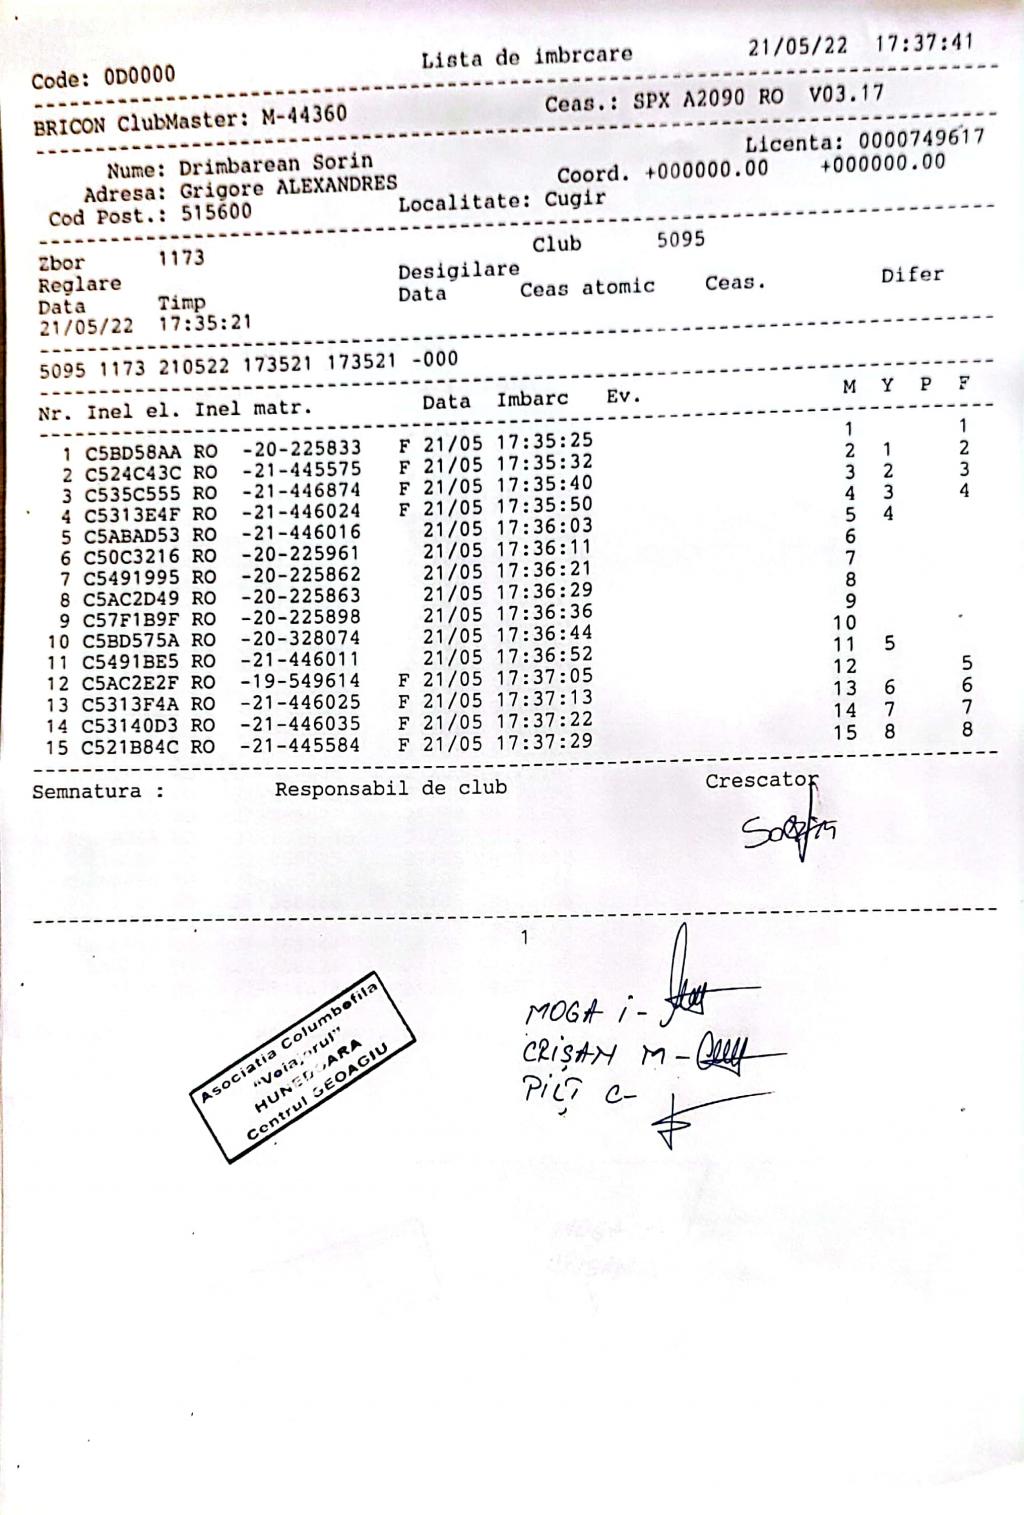 Lista de imbrcare 21/05/22 17:37:41
Code: 0D0000
BRICON ClubMaster: M-44360 Ceas.: SPX A2090 RO V03.17
Licenta: 0000749617
Nume: Drimbarean Sorin
Adresa: Grigore ALEXANDRES Coord. +000000.00 +000000.00
Cod Post.: 515600 Localitate: Cugir
Zbor 1173 Club 5095
Reglare Desigilare
Data Timp Data Ceas atomic Ceas. Difer
21/05/22 17:35:21
5095 1173 210522 173521 173521 -000
Nr. Inel el. Inel matr. Data Imbarc Ev. M Y P F
1 C5BD58AA RO -20-225833 F 21/05 17:35:25 1 1
2 C524C43C RO -21-445575 F 21/05 17:35:32 2 1 2
3 C535C555 RO -21-446874 F 21/05 17:35:40 3 2 3
4 C5313E4F RO -21-446024 F 21/05 17:35:50 4 3 4
5 C5ABAD53 RO -21-446016 21/05 17:36:03 5 4
6 C50C3216 RO -20-225961 21/05 17:36:11 6
7 C5491995 RO -20-225862 21/05 17:36:21 7
8 C5AC2D49 RO -20-225863 21/05 17:36:29 8
9 C57F1B9F RO -20-225898 21/05 17:36:36 9
10 C5BD575A RO -20-328074 21/05 17:36:44 10
11 C5491BE5 RO -21-446011 21/05 17:36:52 11 5
12 C5AC2E2F RO -19-549614 F 21/05 17:37:05 12 5
13 C5313F4A RO -21-446025 F 21/05 17:37:13 13 6 6
14 C53140D3 RO -21-446035 F 21/05 17:37:22 14 7 7
15 C521B84C RO -21-445584 F 21/05 17:37:29 15 8 8
Semnatura : Responsabil de club Crescator
1
Asociatia Columbofila
"Voiajorul"
HUNEDOARA
Centrul GEOAGIU
MOGA i -
CRIŞAN M -
PILȚ C -